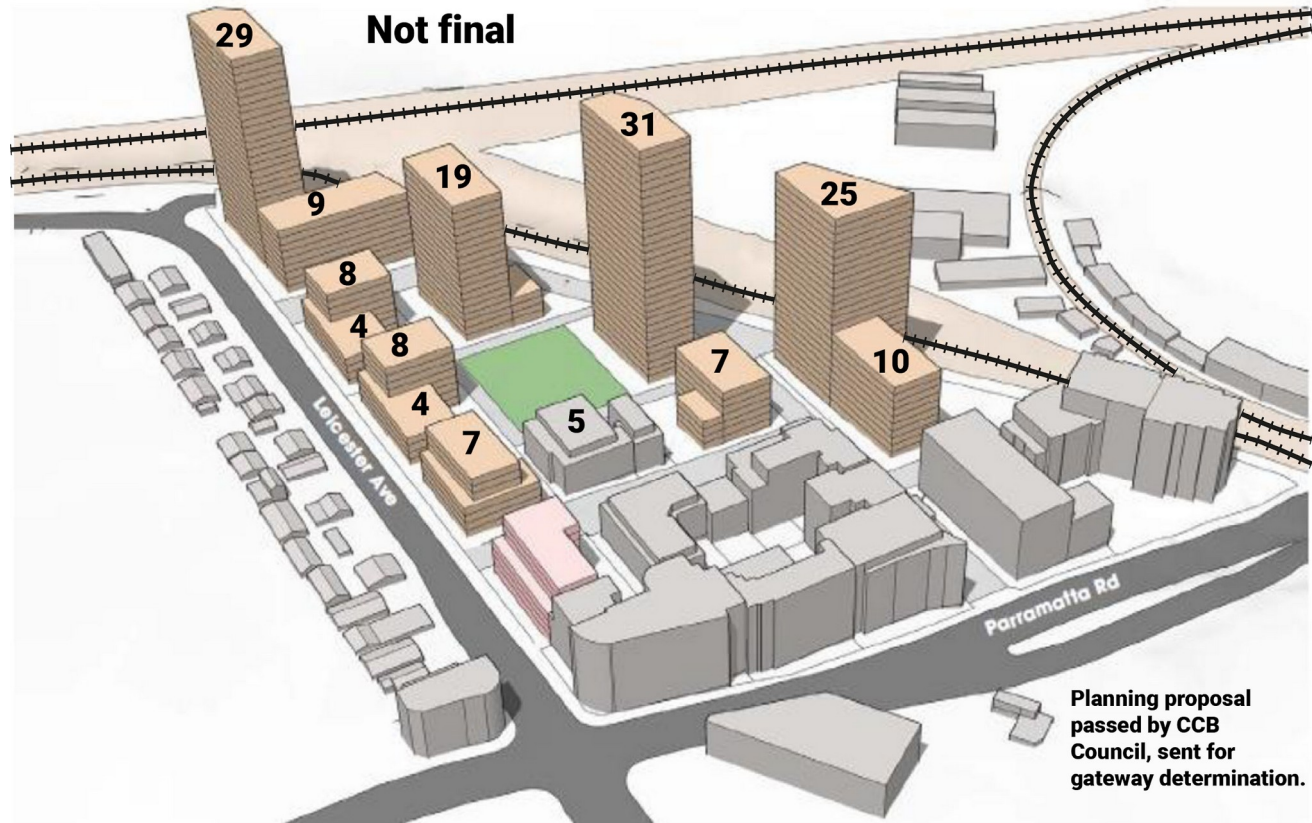 Not final
29
31
19
25
9
8
4
8
7
10
4
5
7
Leicester Ave
Parramatta Rd
Planning proposal
passed by CCB
Council, sent for
gateway determination.